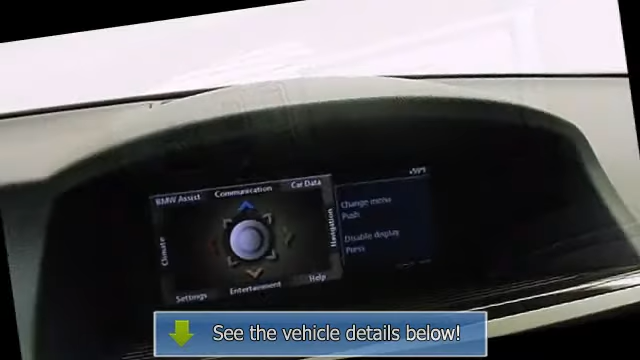 +59°F
BMW Assist
Communication
Car Data
Climate
Navigation
Change menu
Push
Disable display
Press
Settings
Entertainment
Help
See the vehicle details below!